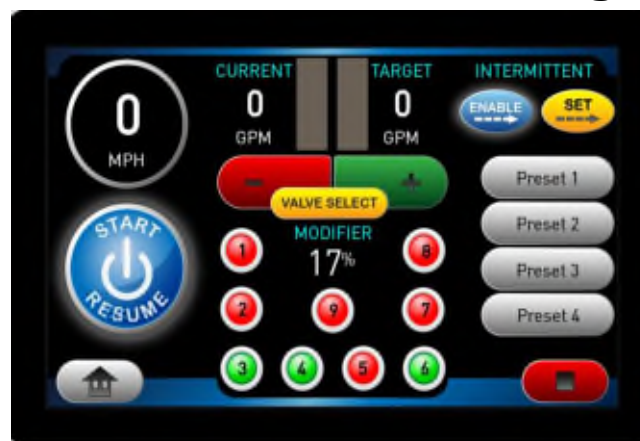 CURRENT
TARGET
INTERMITTENT
0
MPH
0
GPM
0
GPM
ENABLE
SET
-
+
VALVE SELECT
Preset 1
Preset 2
Preset 3
Preset 4
START
RESUME
MODIFIER
17%
1
8
2
9
7
3
4
5
6